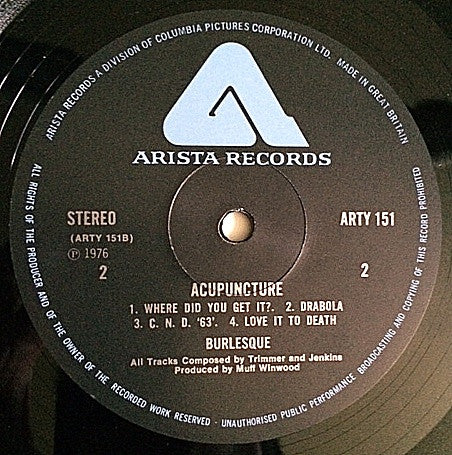 ARISTA RECORDS A DIVISION OF COLUMBIA PICTURES CORPORATION LTD. MADE IN GREAT BRITAIN
ARISTA RECORDS
STEREO
ARTY 151
(ARTY 151B)
Ⓟ 1976
2
2
ACUPUNCTURE
1. WHERE DID YOU GET IT?. 2. DRABOLA
3. C. N. D. '63'. 4. LOVE IT TO DEATH
BURLESQUE
All Tracks Composed by Trimmer and Jenkins
Produced by Muff Winwood
ALL RIGHTS OF THE PRODUCER AND OF THE OWNER OF THE RECORDED WORK RESERVED - UNAUTHORISED PUBLIC PERFORMANCE BROADCASTING AND COPYING OF THIS RECORD PROHIBITED